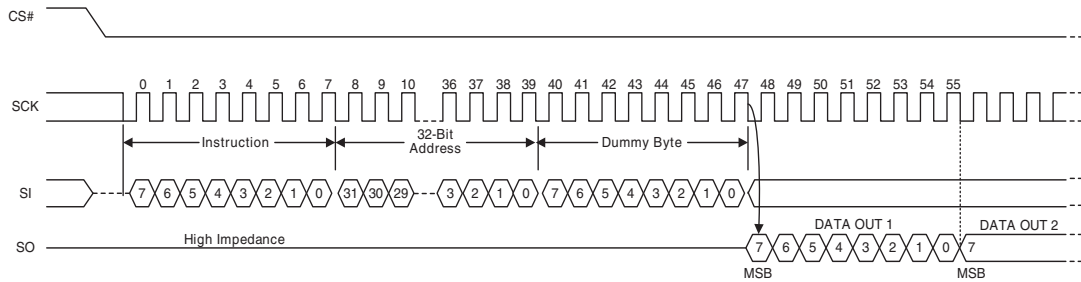 CS#
0 1 2 3 4 5 6 7 8 9 10 36 37 38 39 40 41 42 43 44 45 46 47 48 49 50 51 52 53 54 55
SCK
Instruction
32-Bit
Address
Dummy Byte
SI
7 6 5 4 3 2 1 0 31 30 29 3 2 1 0 7 6 5 4 3 2 1 0
DATA OUT 1
DATA OUT 2
High Impedance
SO
7 6 5 4 3 2 1 0 7
MSB
MSB